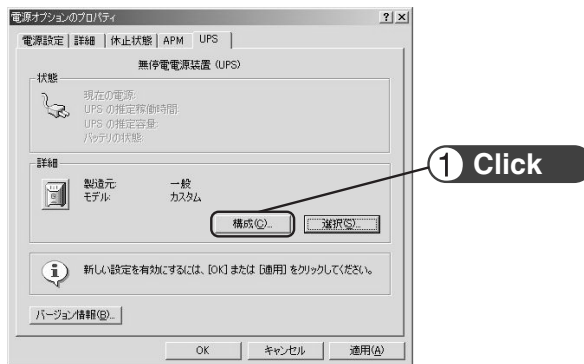 電源オプションのプロパティ
? ×
電源設定 詳細 休止状態 APM UPS
無停電電源装置 (UPS)
状態
現在の電源:
UPS の推定稼働時間:
UPS の推定容量:
バッテリの状態:
詳細
製造元: 一般
モデル: カスタム
構成(C)... 選択(S)...
① Click
新しい設定を有効にするには、[OK] または [適用] をクリックしてください。
バージョン情報(B)...
OK キャンセル 適用(A)